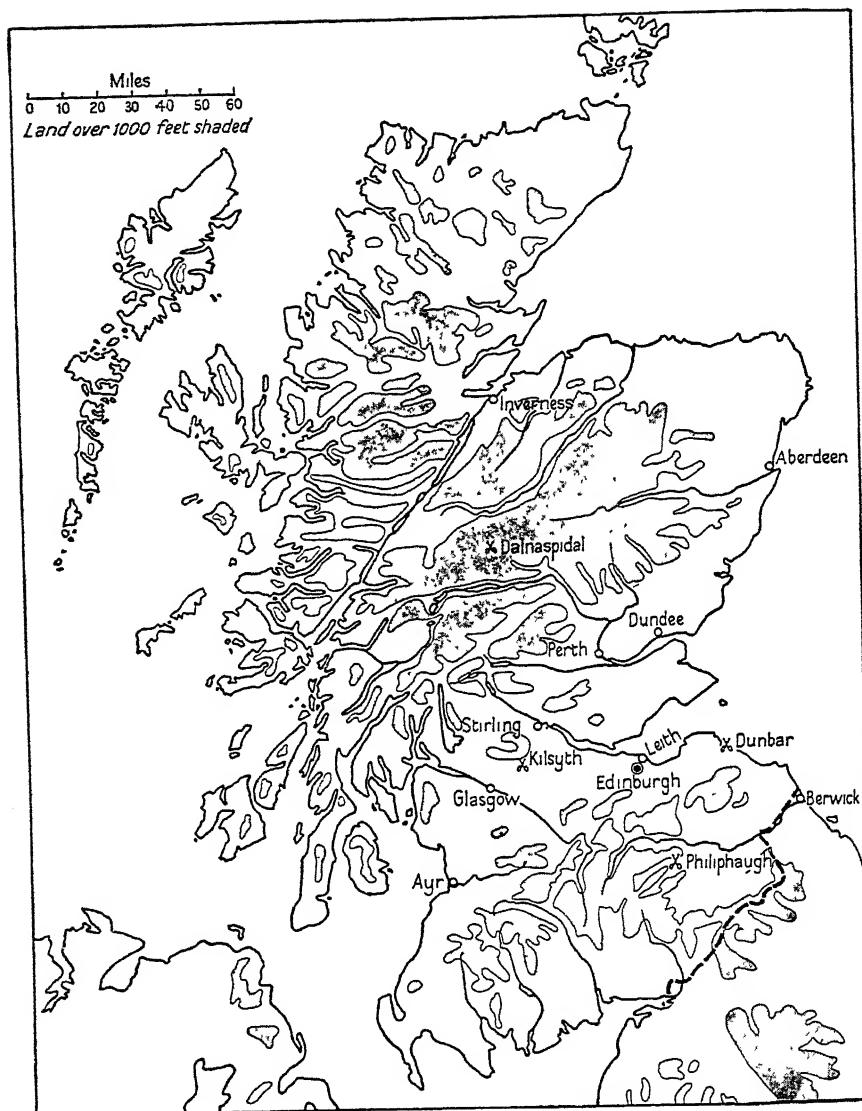 Miles
0 10 20 30 40 50 60
Land over 1000 feet shaded
Inverness
Aberdeen
Dalnaspidal
Dundee
Perth
Stirling
Leith
Dunbar
Kilsyth
Edinburgh
Glasgow
Berwick
Philiphaugh
Ayr